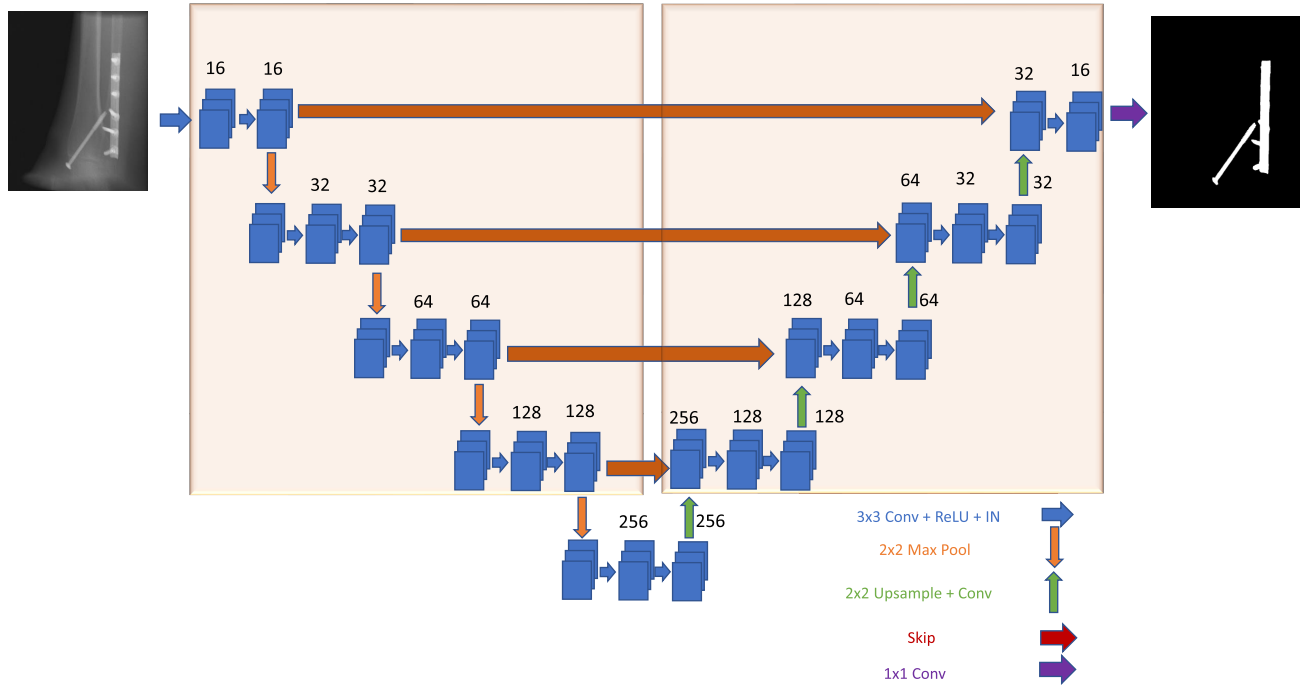 16 16 32 16
32 32 64 32 32
64 64 128 64 64
128 128 256 128 128
256 256
3x3 Conv + ReLU + IN
2x2 Max Pool
2x2 Upsample + Conv
Skip
1x1 Conv